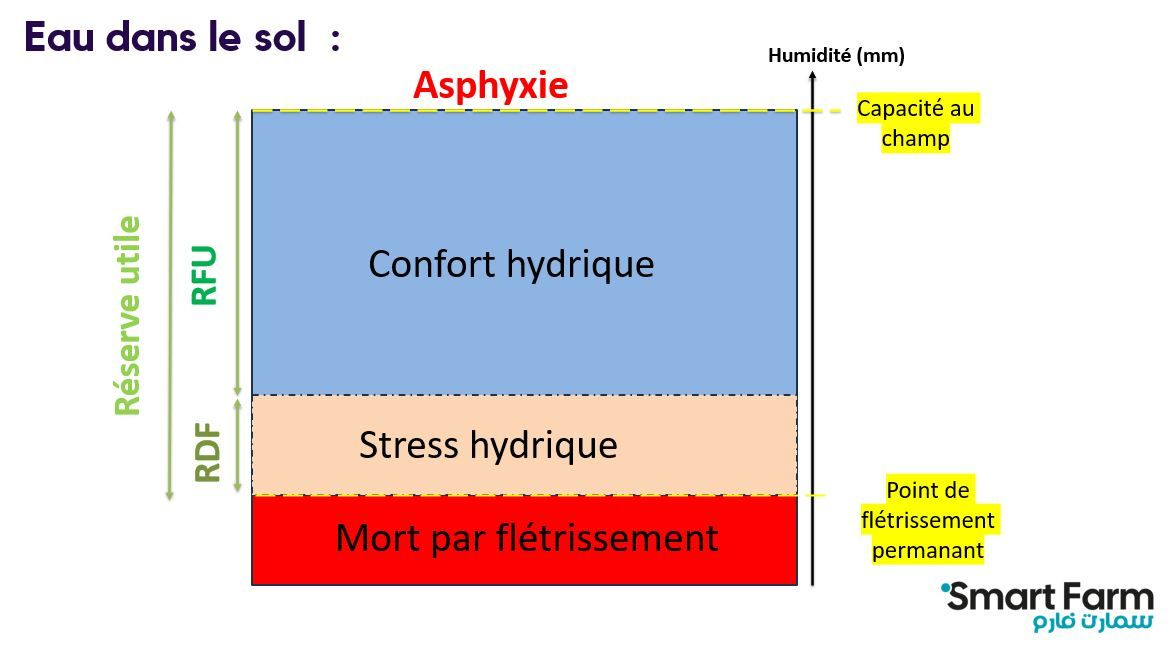 Eau dans le sol :
Humidité (mm)
Asphyxie
Capacité au
champ
Réserve utile
RFU
Confort hydrique
RDF
Stress hydrique
Point de
flétrissement
permanant
Mort par flétrissement
Smart Farm
سمارت فارم